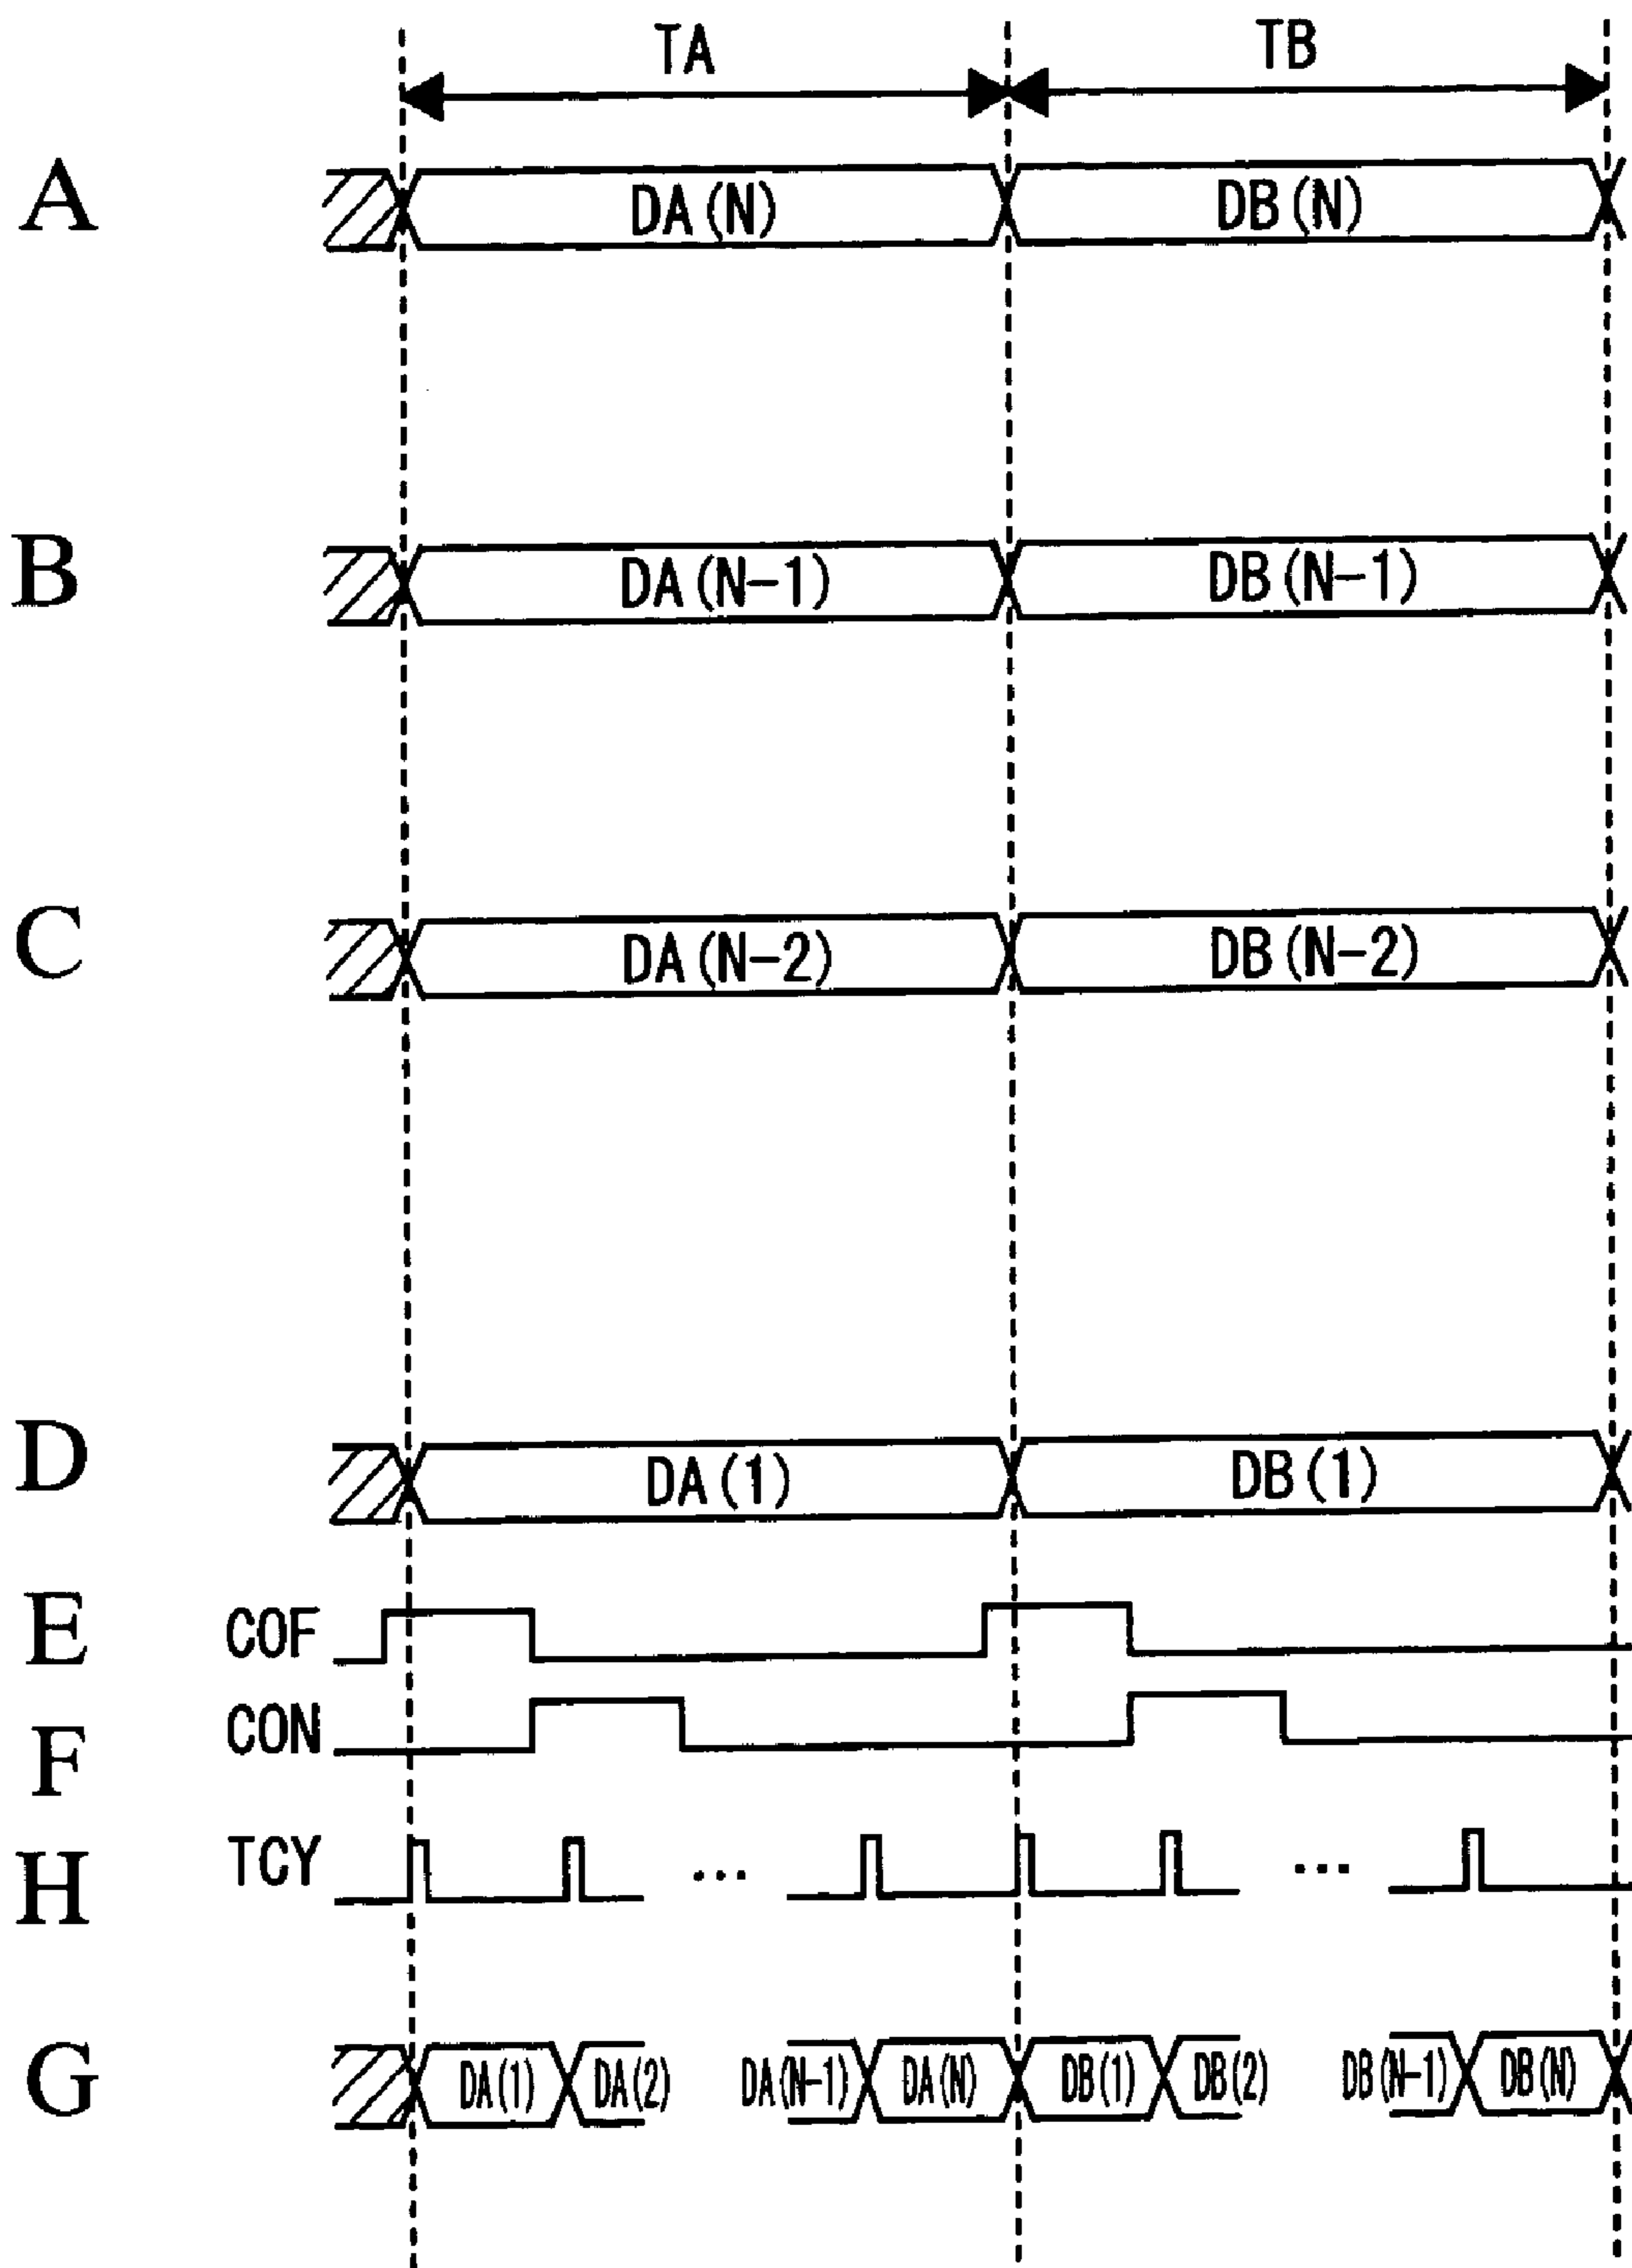 TA TB
A DA(N) DB(N)
B DA(N-1) DB(N-1)
C DA(N-2) DB(N-2)
D DA(1) DB(1)
E COF
F CON
H TCY ... ...
G DA(1) DA(2) DA(N-1) DA(N) DB(1) DB(2) DB(N-1) DB(N)